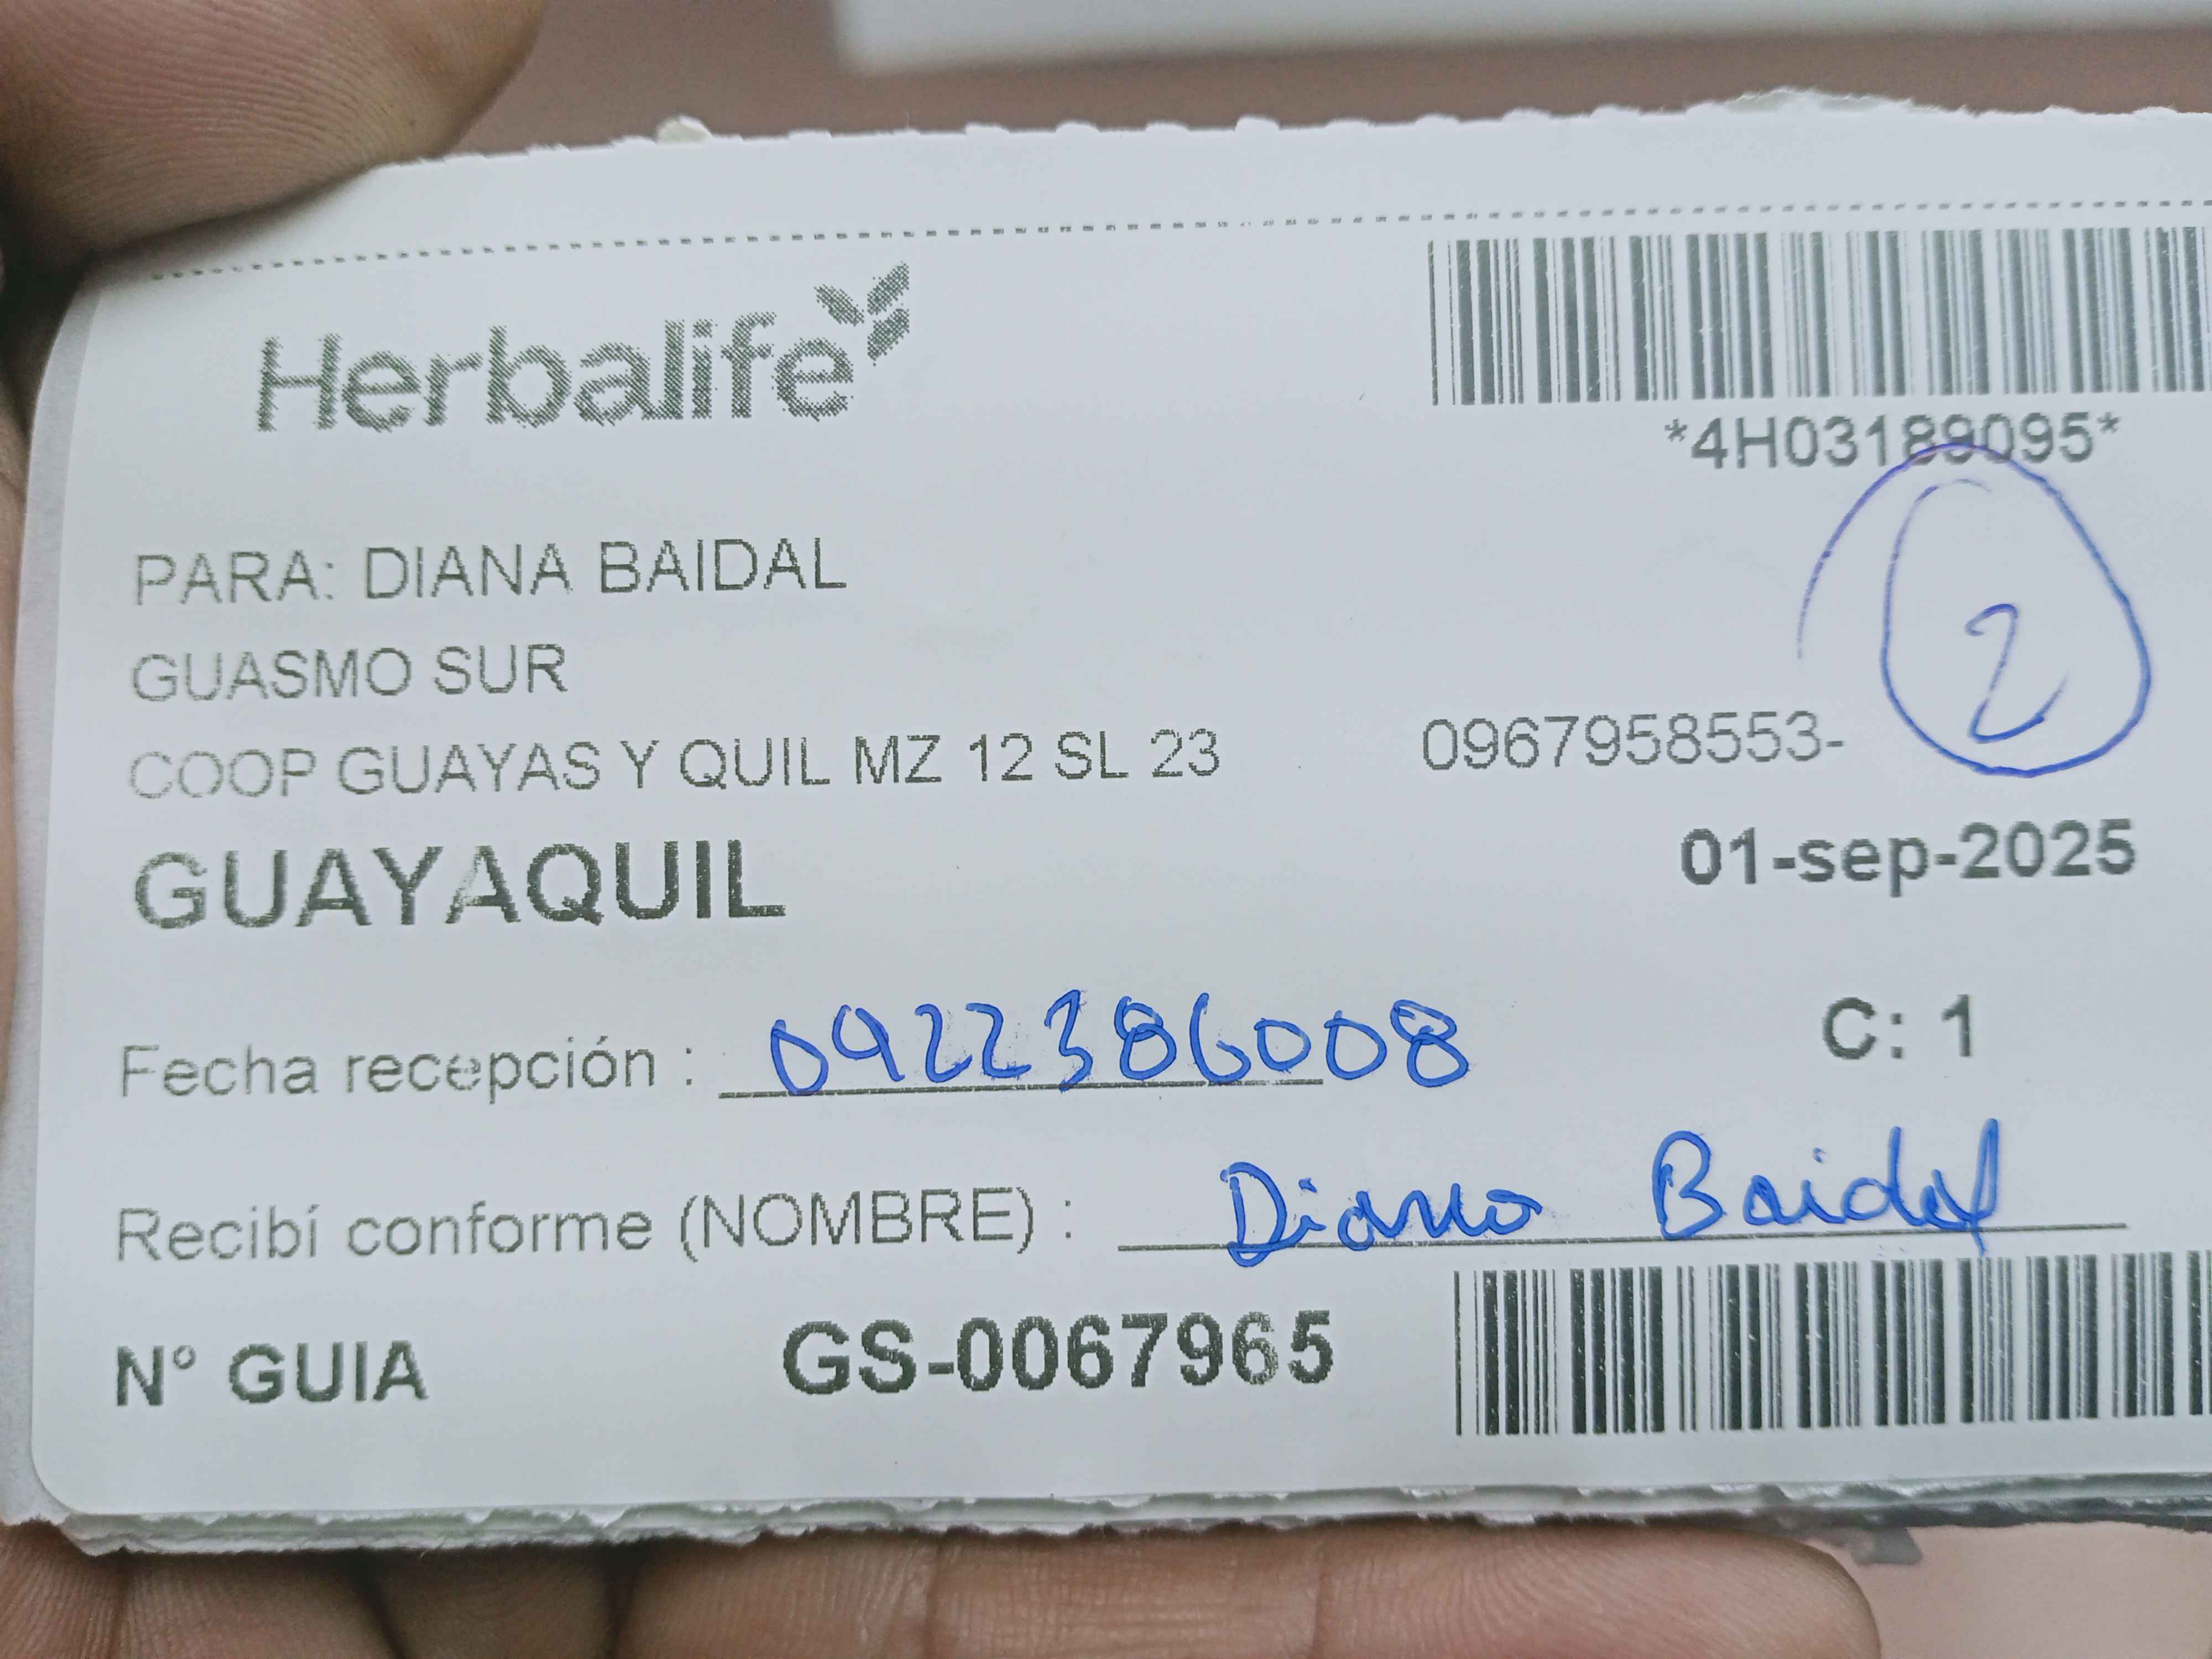 Herbalife
*4H03189095*
2
PARA: DIANA BAIDAL
GUASMO SUR
COOP GUAYAS Y QUIL MZ 12 SL 23 0967958553-
GUAYAQUIL 01-sep-2025
Fecha recepción : 0922386008 C: 1
Recibí conforme (NOMBRE) : Diana Baidal
N° GUIA GS-0067965